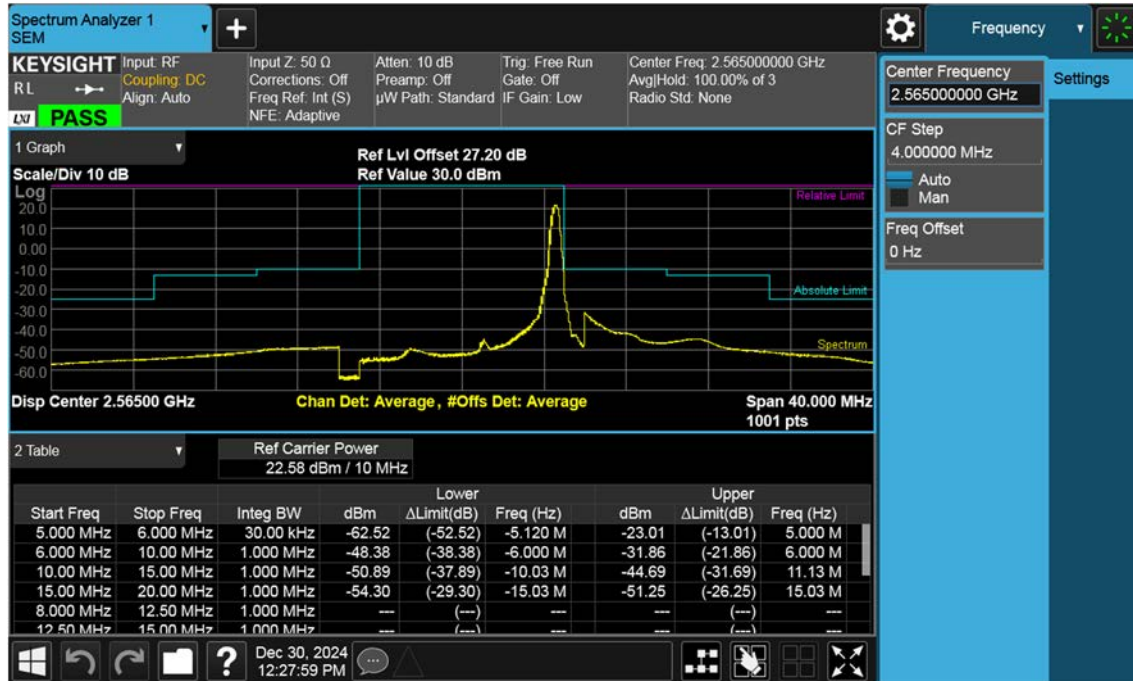 Spectrum Analyzer 1
SEM
Frequency
KEYSIGHT
RL
LXI PASS
Input: RF
Coupling: DC
Align: Auto
Input Z: 50 Ω
Corrections: Off
Freq Ref: Int (S)
NFE: Adaptive
Atten: 10 dB
Preamp: Off
µW Path: Standard
Trig: Free Run
Gate: Off
IF Gain: Low
Center Freq: 2.565000000 GHz
Avg|Hold: 100.00% of 3
Radio Std: None
Center Frequency
2.565000000 GHz
Settings
CF Step
4.000000 MHz
Auto
Man
Freq Offset
0 Hz
1 Graph
Scale/Div 10 dB
Ref Lvl Offset 27.20 dB
Ref Value 30.0 dBm
Log
Relative Limit
20.0
10.0
0.00
-10.0
-20.0
Absolute Limit
-30.0
-40.0
-50.0
Spectrum
-60.0
Disp Center 2.56500 GHz
Chan Det: Average, #Offs Det: Average
Span 40.000 MHz
1001 pts
2 Table
Ref Carrier Power
22.58 dBm / 10 MHz
Lower Upper
Start Freq Stop Freq Integ BW dBm ΔLimit(dB) Freq (Hz) dBm ΔLimit(dB) Freq (Hz)
5.000 MHz 6.000 MHz 30.00 kHz -62.52 (-52.52) -5.120 M -23.01 (-13.01) 5.000 M
6.000 MHz 10.00 MHz 1.000 MHz -48.38 (-38.38) -6.000 M -31.86 (-21.86) 6.000 M
10.00 MHz 15.00 MHz 1.000 MHz -50.89 (-37.89) -10.03 M -44.69 (-31.69) 11.13 M
15.00 MHz 20.00 MHz 1.000 MHz -54.30 (-29.30) -15.03 M -51.25 (-26.25) 15.03 M
8.000 MHz 12.50 MHz 1.000 MHz --- (---) --- (---)
12.50 MHz 15.00 MHz 1.000 MHz --- (---) --- (---)
Dec 30, 2024
12:27:59 PM